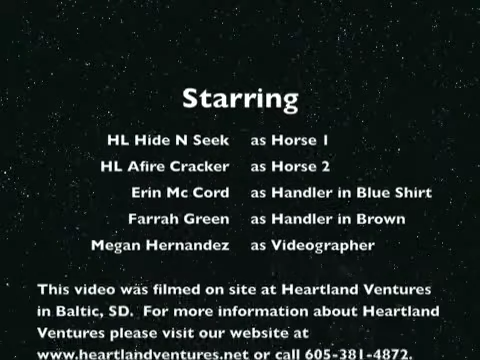 Starring
HL Hide N Seek as Horse 1
HL Afire Cracker as Horse 2
Erin Mc Cord as Handler in Blue Shirt
Farrah Green as Handler in Brown
Megan Hernandez as Videographer
This video was filmed on site at Heartland Ventures
in Baltic, SD. For more information about Heartland
Ventures please visit our website at
www.heartlandventures.net or call 605-381-4872.